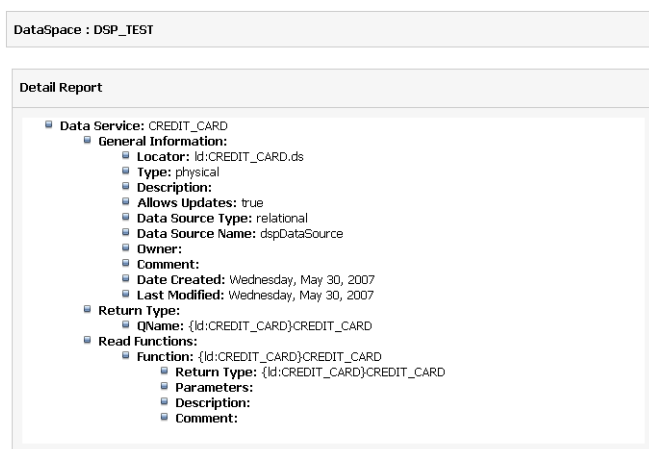 DataSpace : DSP_TEST
Detail Report
Data Service: CREDIT_CARD
General Information:
Locator: ld:CREDIT_CARD.ds
Type: physical
Description:
Allows Updates: true
Data Source Type: relational
Data Source Name: dspDataSource
Owner:
Comment:
Date Created: Wednesday, May 30, 2007
Last Modified: Wednesday, May 30, 2007
Return Type:
QName: {ld:CREDIT_CARD}CREDIT_CARD
Read Functions:
Function: {ld:CREDIT_CARD}CREDIT_CARD
Return Type: {ld:CREDIT_CARD}CREDIT_CARD
Parameters:
Description:
Comment: